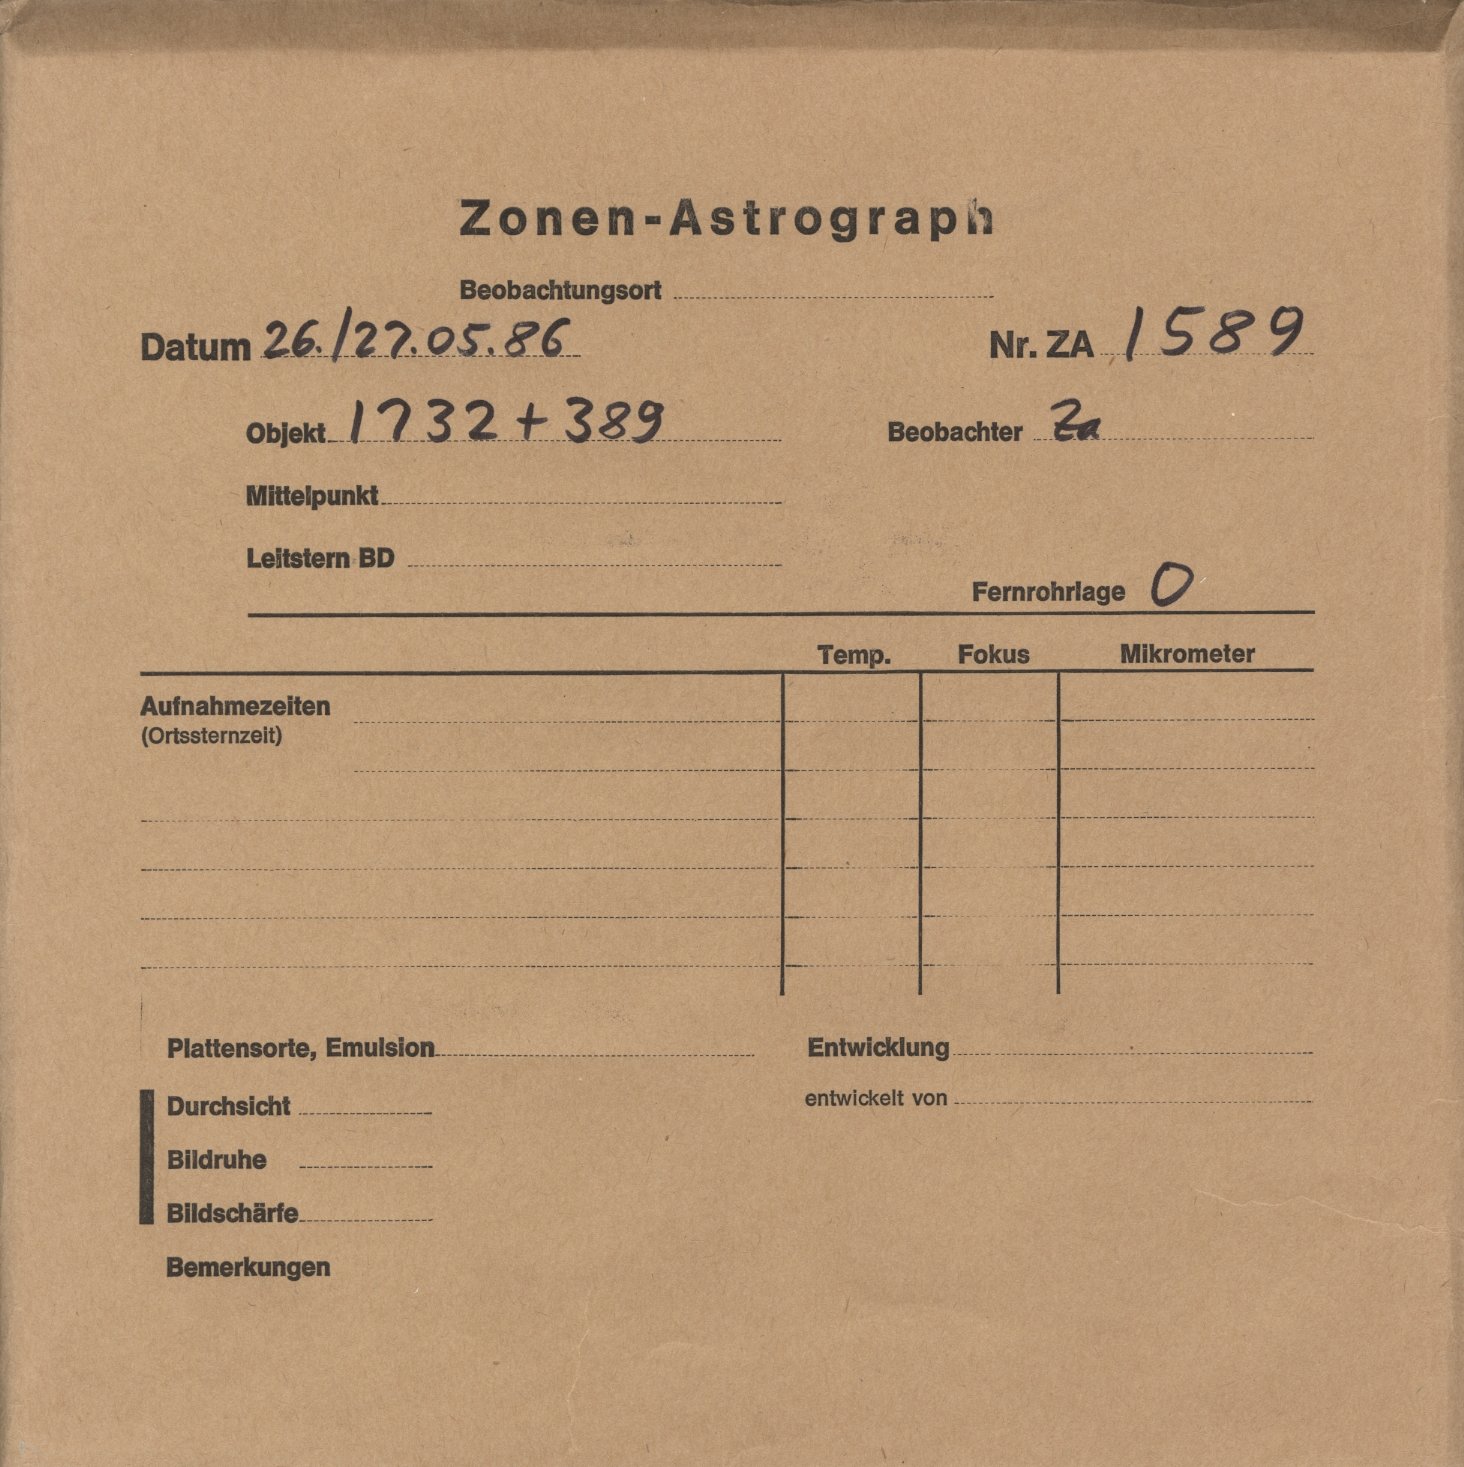 Zonen-Astrograph
Beobachtungsort
Datum 26./27.05.86 Nr. ZA 1589
Objekt 1732+389 Beobachter Za
Mittelpunkt
Leitstern BD
Fernrohrlage O
Temp. Fokus Mikrometer
Aufnahmezeiten
(Ortssternzeit)
Plattensorte, Emulsion Entwicklung
Durchsicht entwickelt von
Bildruhe
Bildschärfe
Bemerkungen